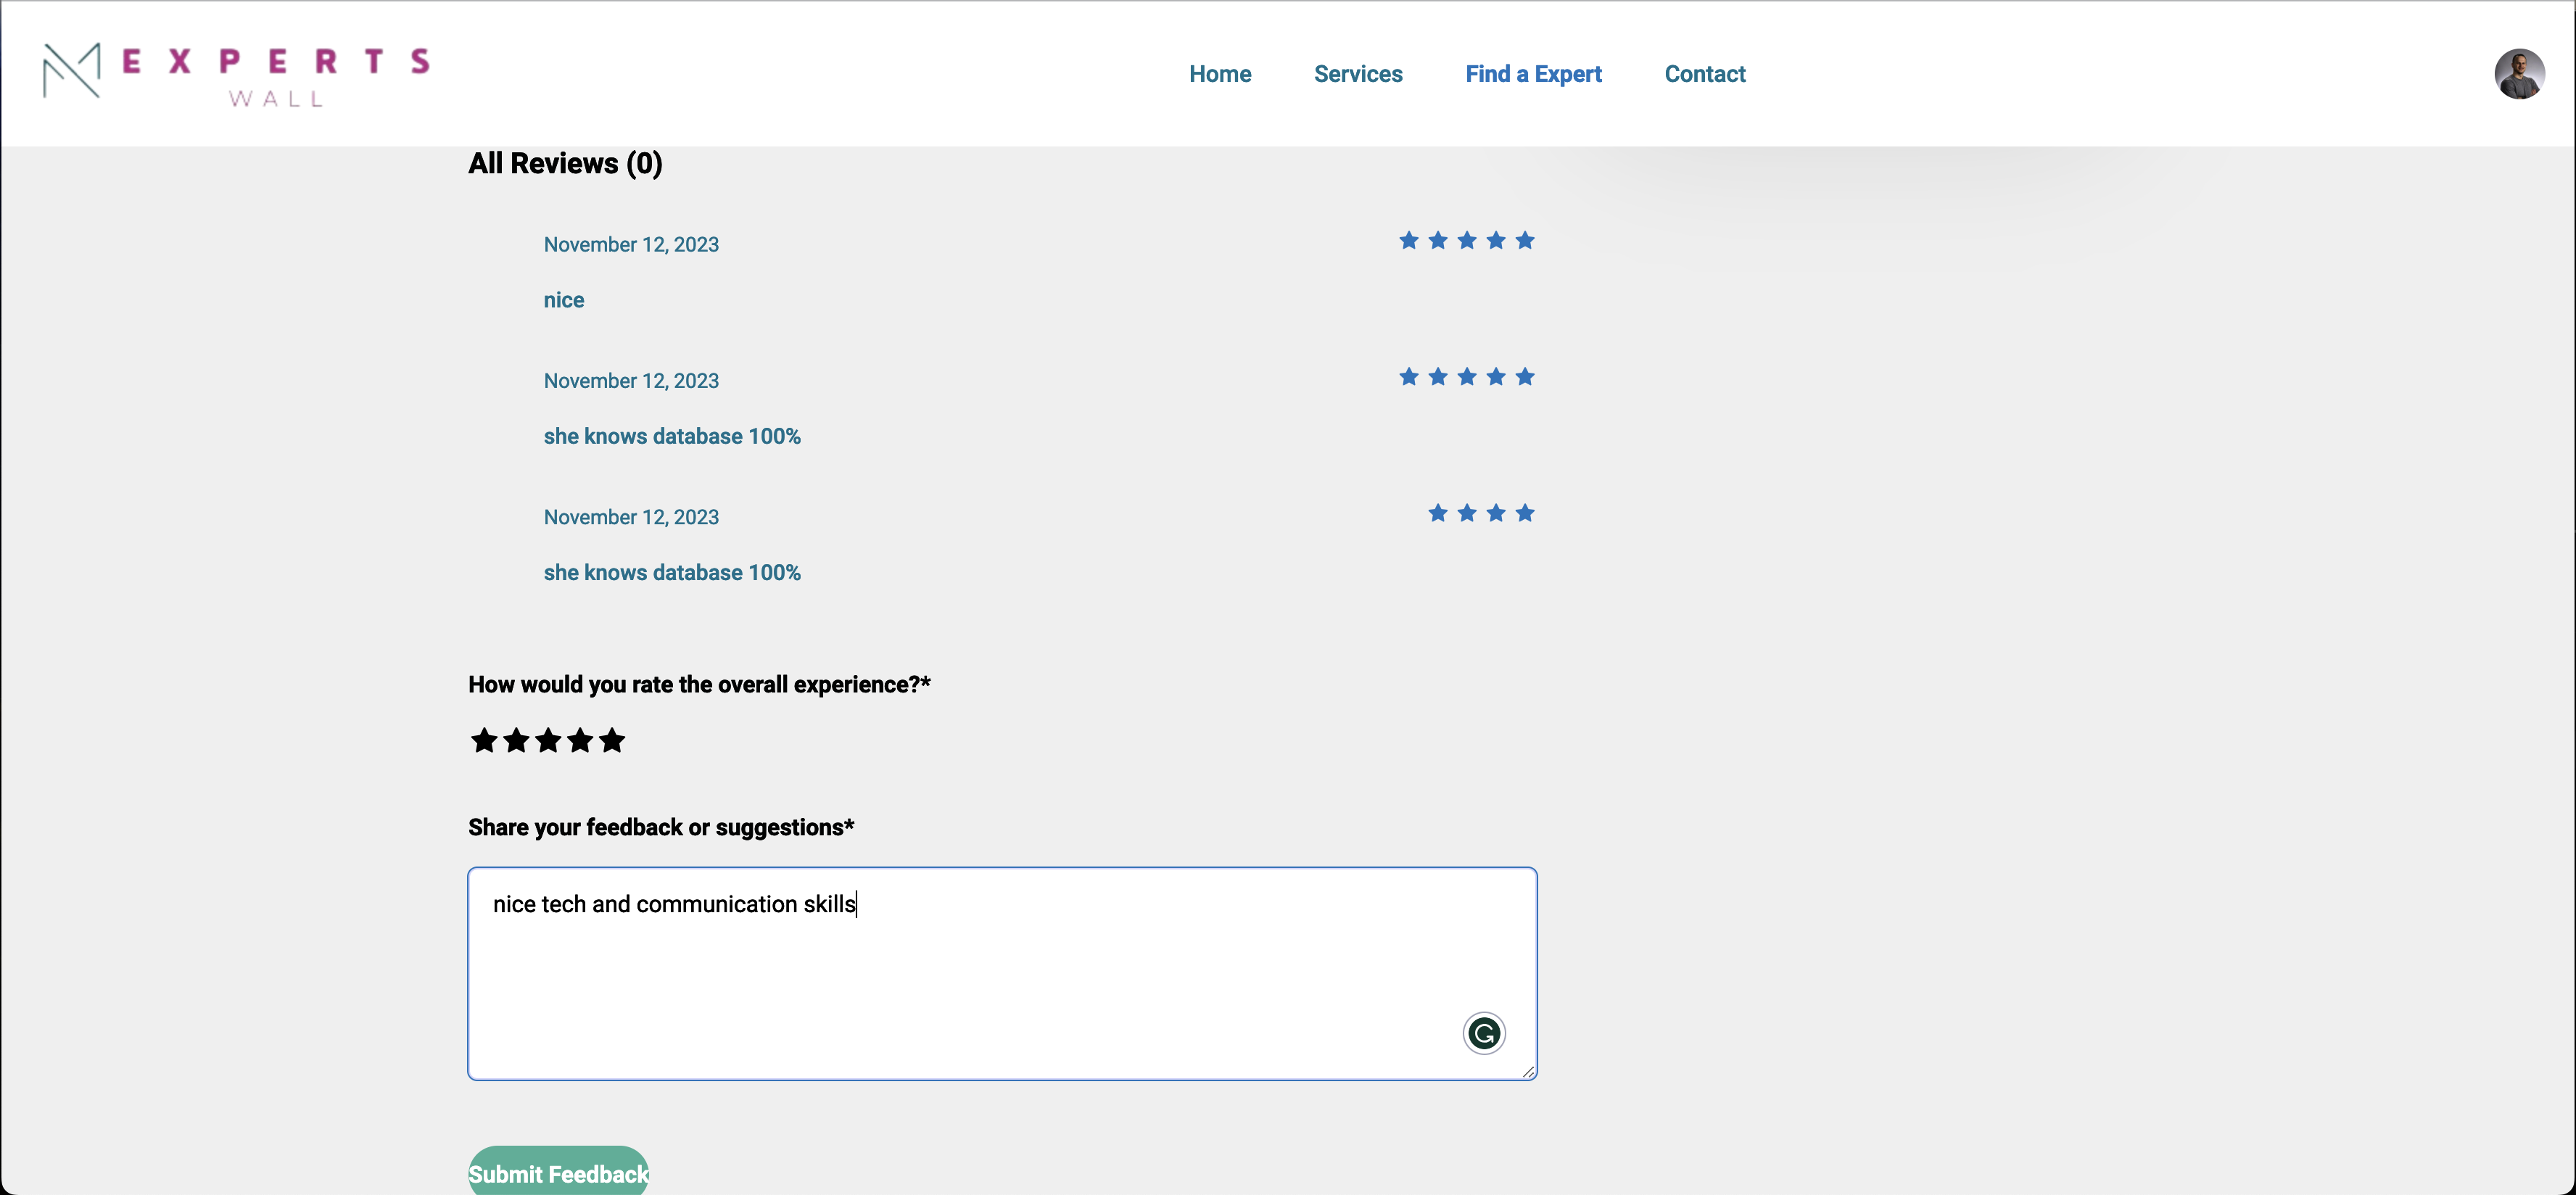 EXPERTS
WALL
Home Services Find a Expert Contact
All Reviews (0)
November 12, 2023
nice
November 12, 2023
she knows database 100%
November 12, 2023
she knows database 100%
How would you rate the overall experience?*
Share your feedback or suggestions*
nice tech and communication skills
Submit Feedback